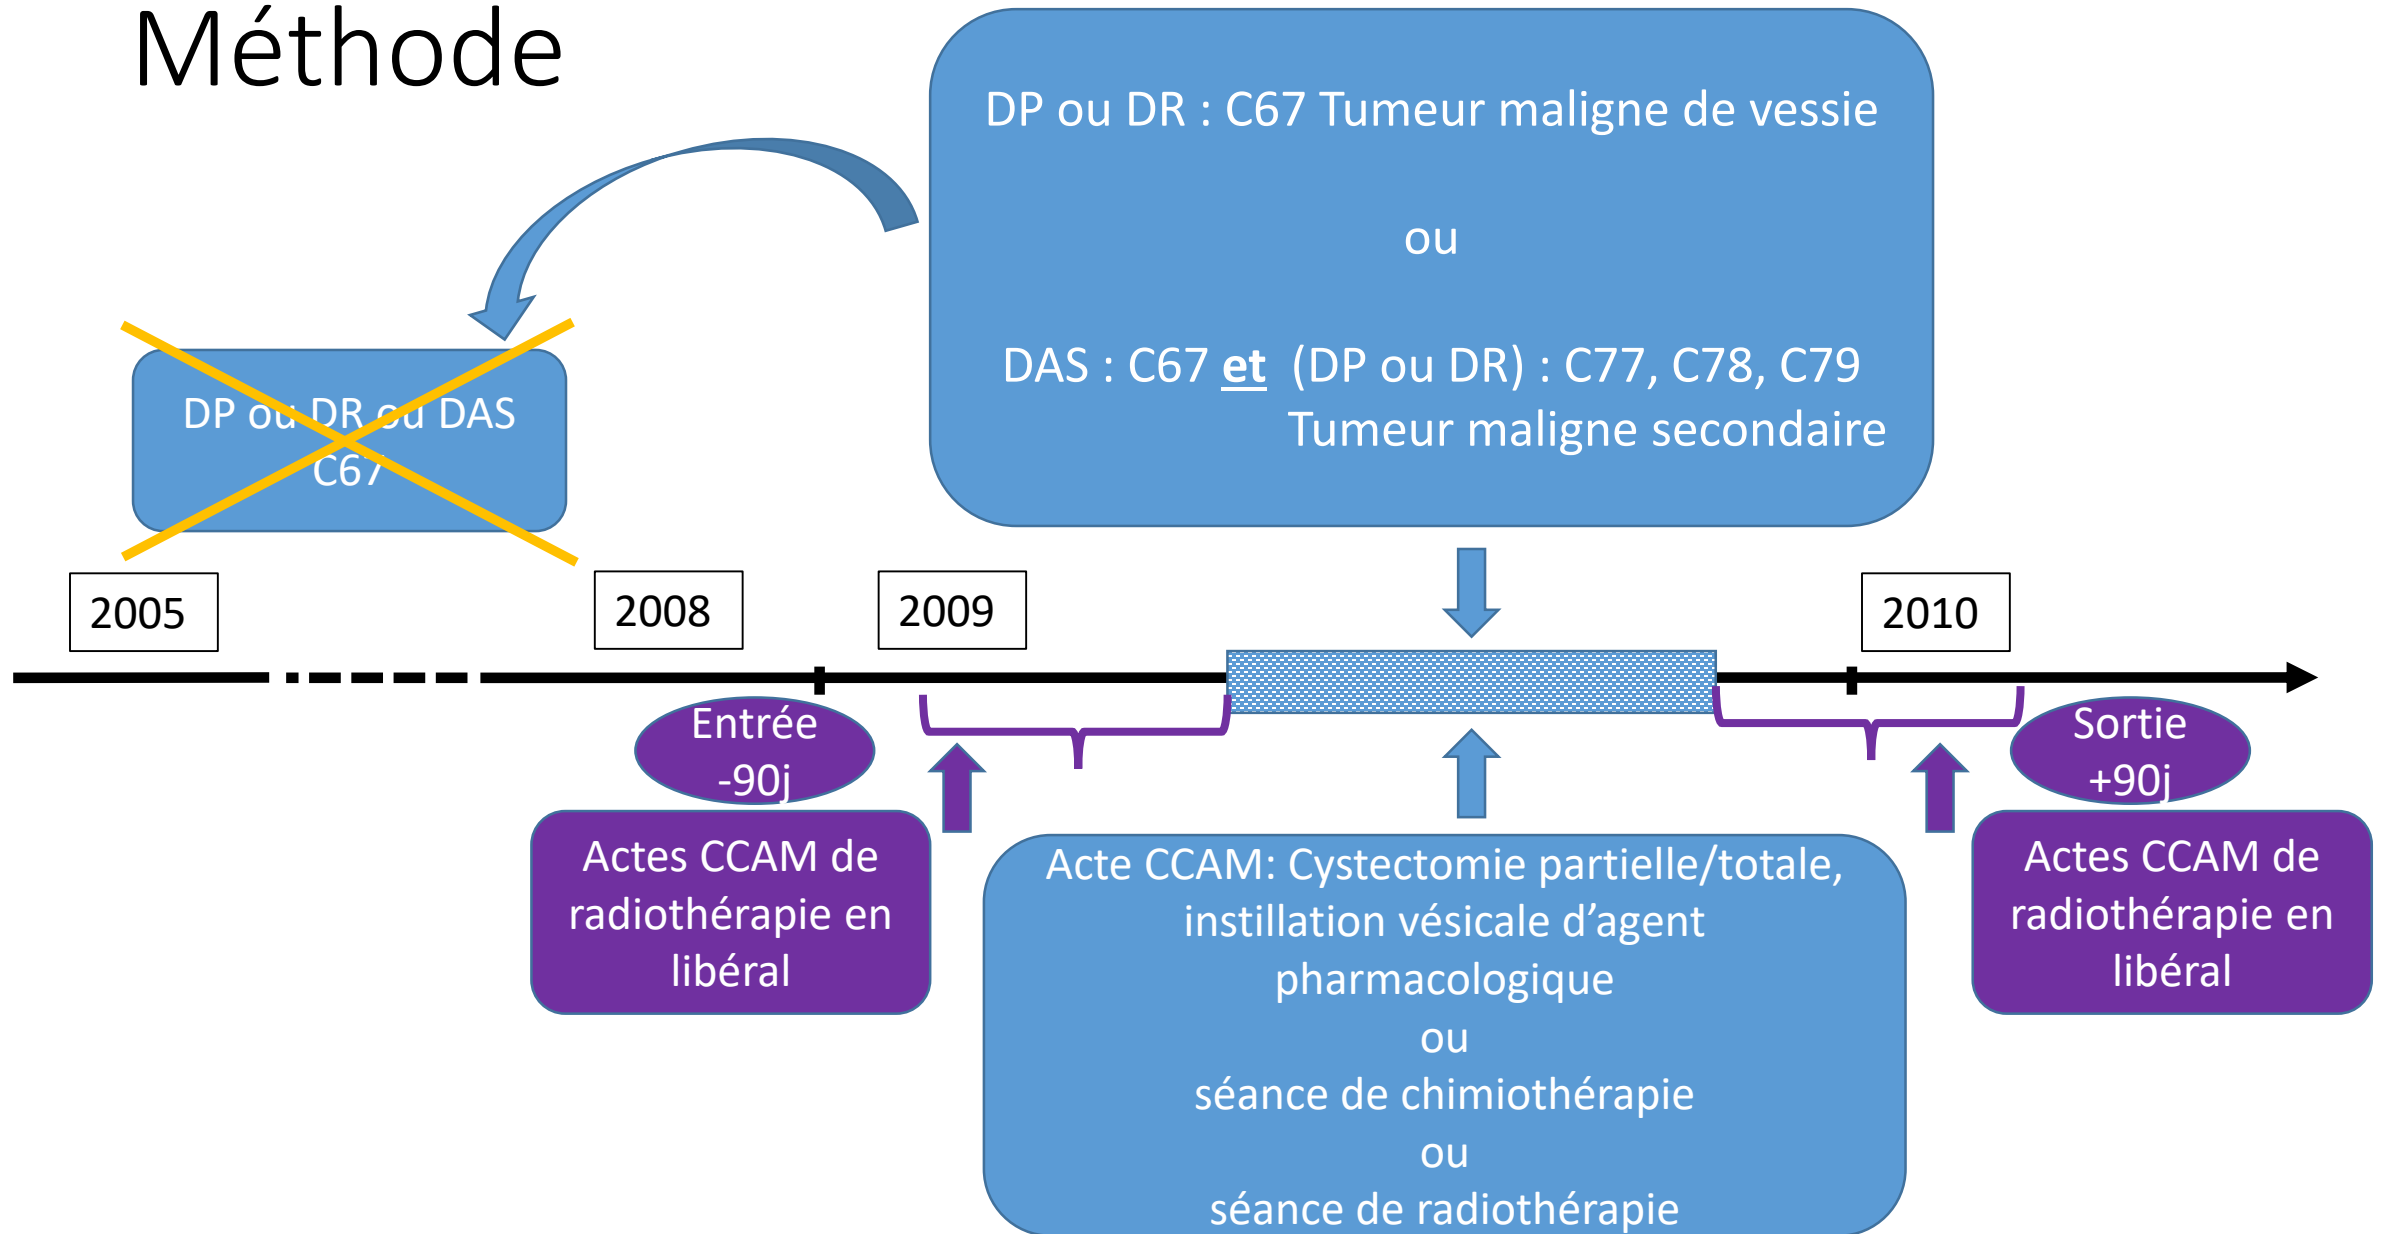 Méthode
DP ou DR : C67 Tumeur maligne de vessie
ou
DAS : C67 et (DP ou DR) : C77, C78, C79
Tumeur maligne secondaire
DP ou DR ou DAS
C67
2005
2008
2009
2010
Entrée
-90j
Sortie
+90j
Actes CCAM de
radiothérapie en
libéral
Acte CCAM: Cystectomie partielle/totale,
instillation vésicale d’agent
pharmacologique
ou
séance de chimiothérapie
ou
séance de radiothérapie
Actes CCAM de
radiothérapie en
libéral